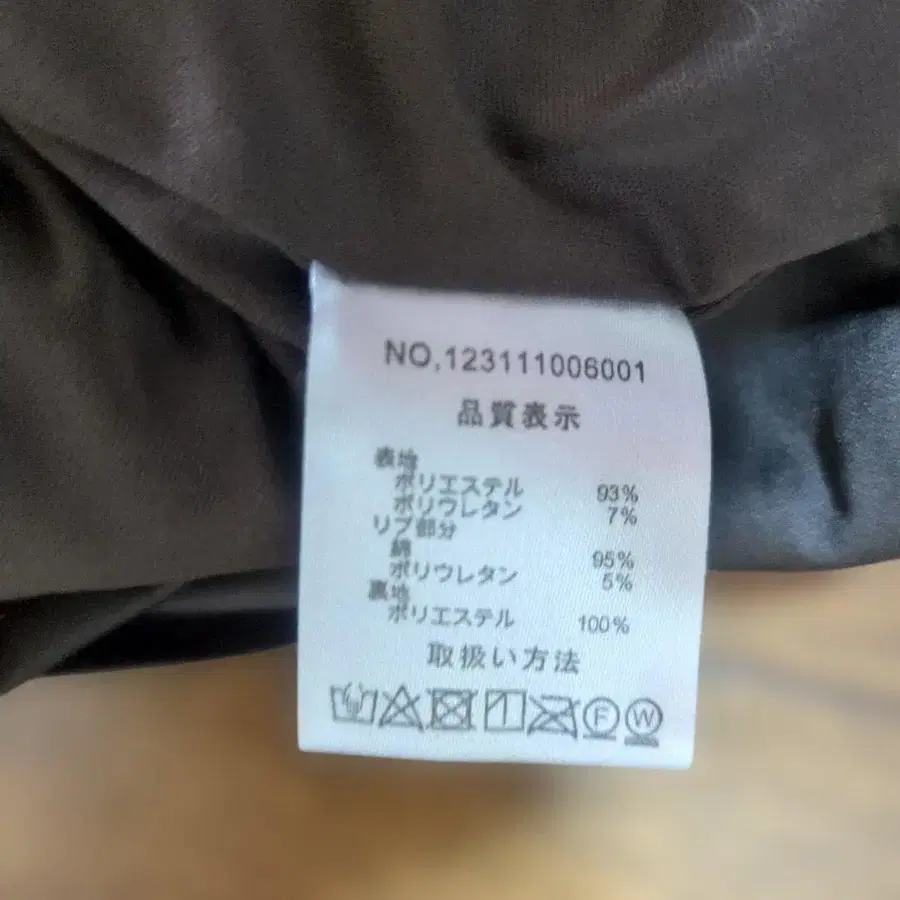 NO,123111006001
品質表示
表地
ポリエステル 93%
ポリウレタン 7%
リブ部分
綿 95%
ポリウレタン 5%
裏地
ポリエステル 100%
取扱い方法
F W